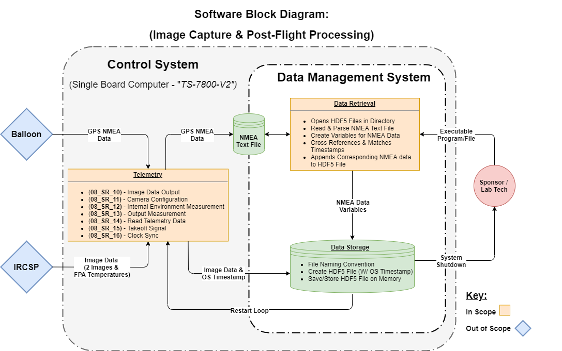 Software Block Diagram:
(Image Capture & Post-Flight Processing)
Control System
(Single Board Computer - "TS-7800-V2")
Data Management System
Balloon
GPS NMEA
Data
GPS NMEA
Data
NMEA
Text File
Data Retrieval
• Opens HDF5 Files in Directory
• Read & Parse NMEA Text File
• Create Variables for NMEA Data
• Cross References & Matches
Timestamps
• Appends Corresponding NMEA data
to HDF5 File
Executable
Program/File
Sponsor /
Lab Tech
Telemetry
• (08_SR_10) - Image Data Output
• (08_SR_11) - Camera Configuration
• (08_SR_12) - Internal Environment Measurement
• (08_SR_13) - Output Measurement
• (08_SR_14) - Read Telemetry Data
• (08_SR_15) - Takeoff Signal
• (08_SR_16) - Clock Sync
NMEA Data
Variables
IRCSP
Image Data
(2 Images &
FPA Temperatures)
Image Data &
OS Timestamp
Data Storage
• File Naming Convention
• Create HDF5 File (W/ OS Timestamp)
• Save/Store HDF5 File on Memory
System
Shutdown
Restart Loop
Key:
In Scope
Out of Scope